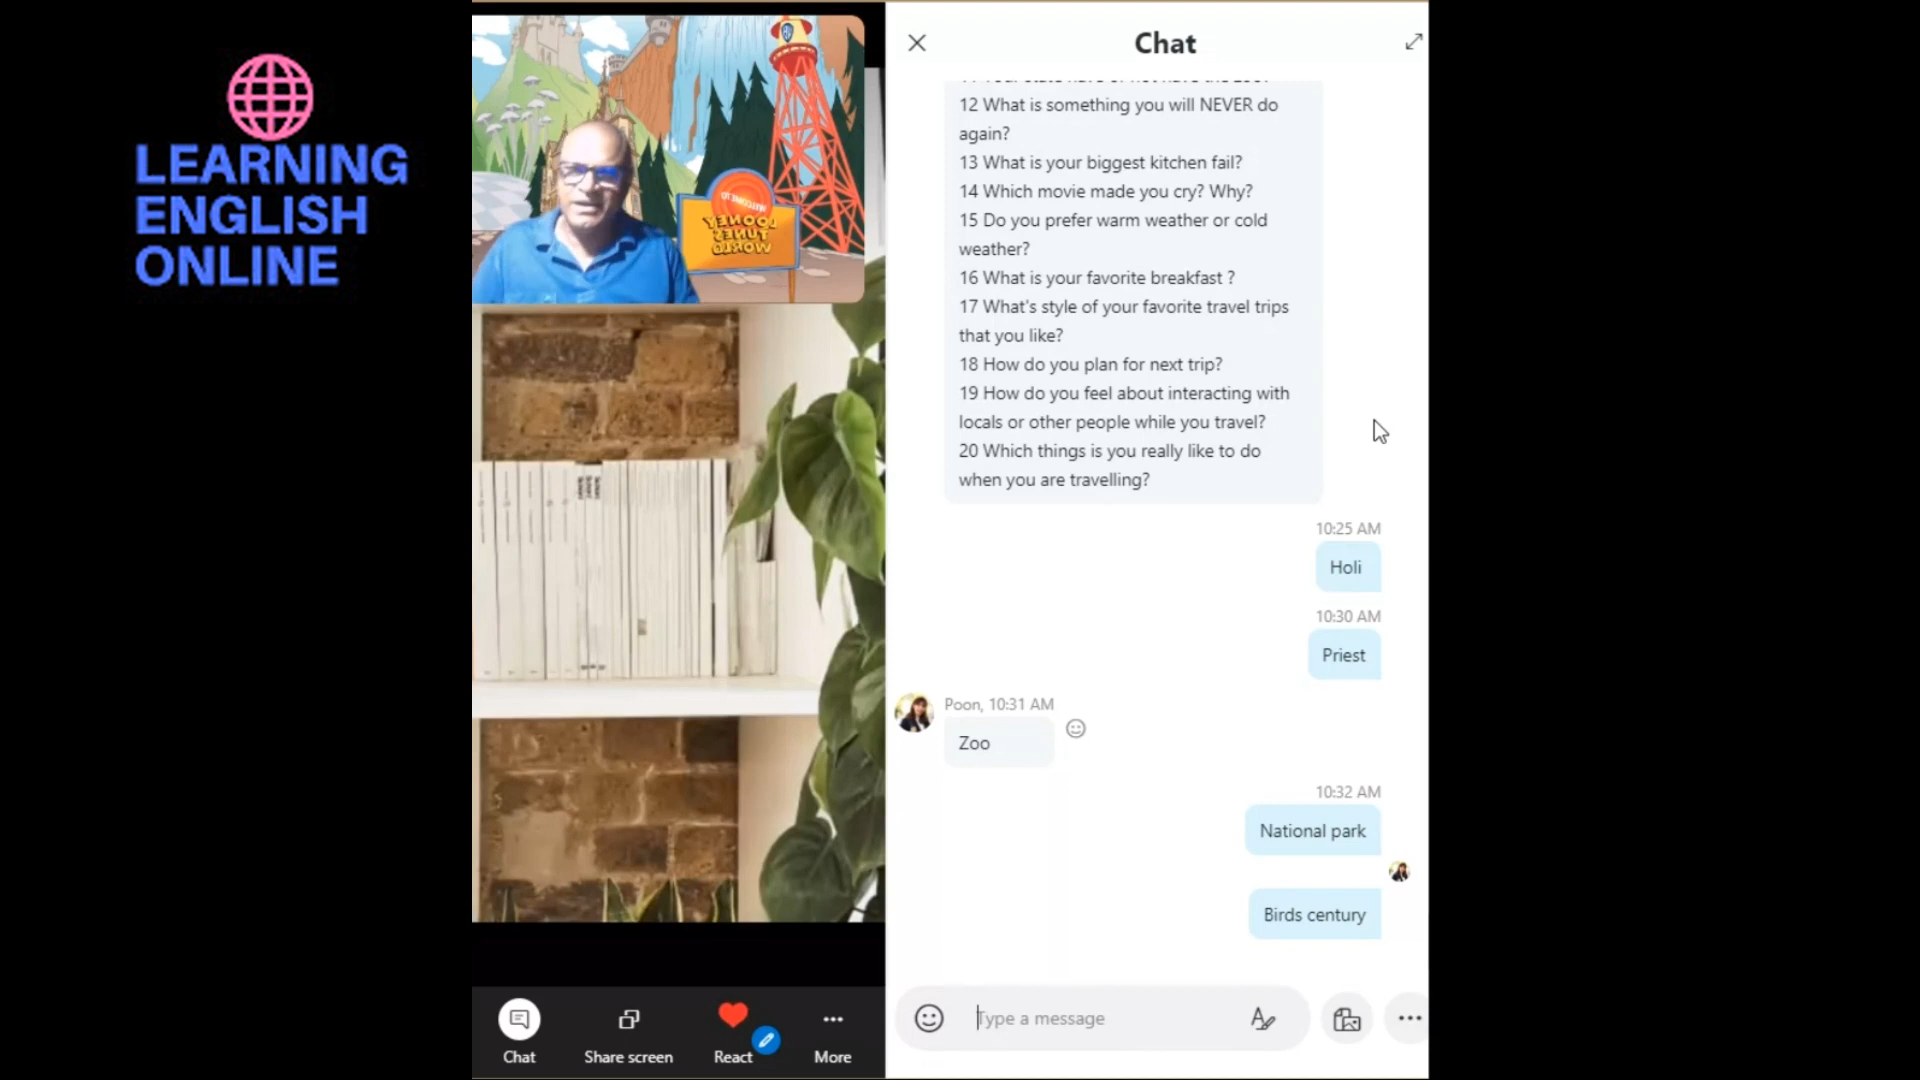 LEARNING
ENGLISH
ONLINE
WELCOME TO
LOONEY
TUNES
WORLD
Chat
12 What is something you will NEVER do
again?
13 What is your biggest kitchen fail?
14 Which movie made you cry? Why?
15 Do you prefer warm weather or cold
weather?
16 What is your favorite breakfast ?
17 What's style of your favorite travel trips
that you like?
18 How do you plan for next trip?
19 How do you feel about interacting with
locals or other people while you travel?
20 Which things is you really like to do
when you are travelling?
10:25 AM
Holi
10:30 AM
Priest
Poon, 10:31 AM
Zoo
10:32 AM
National park
Birds century
Type a message
Chat
Share screen
React
More